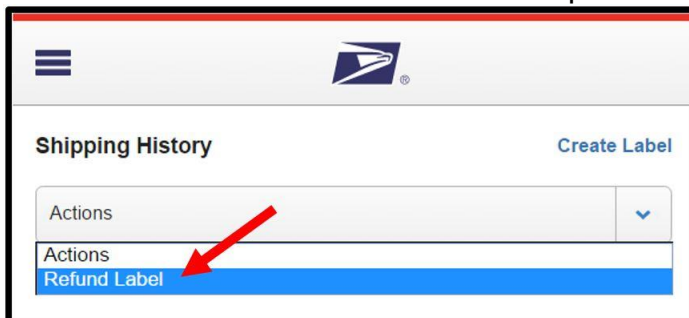 ®
Shipping History
Create Label
Actions
Actions
Refund Label